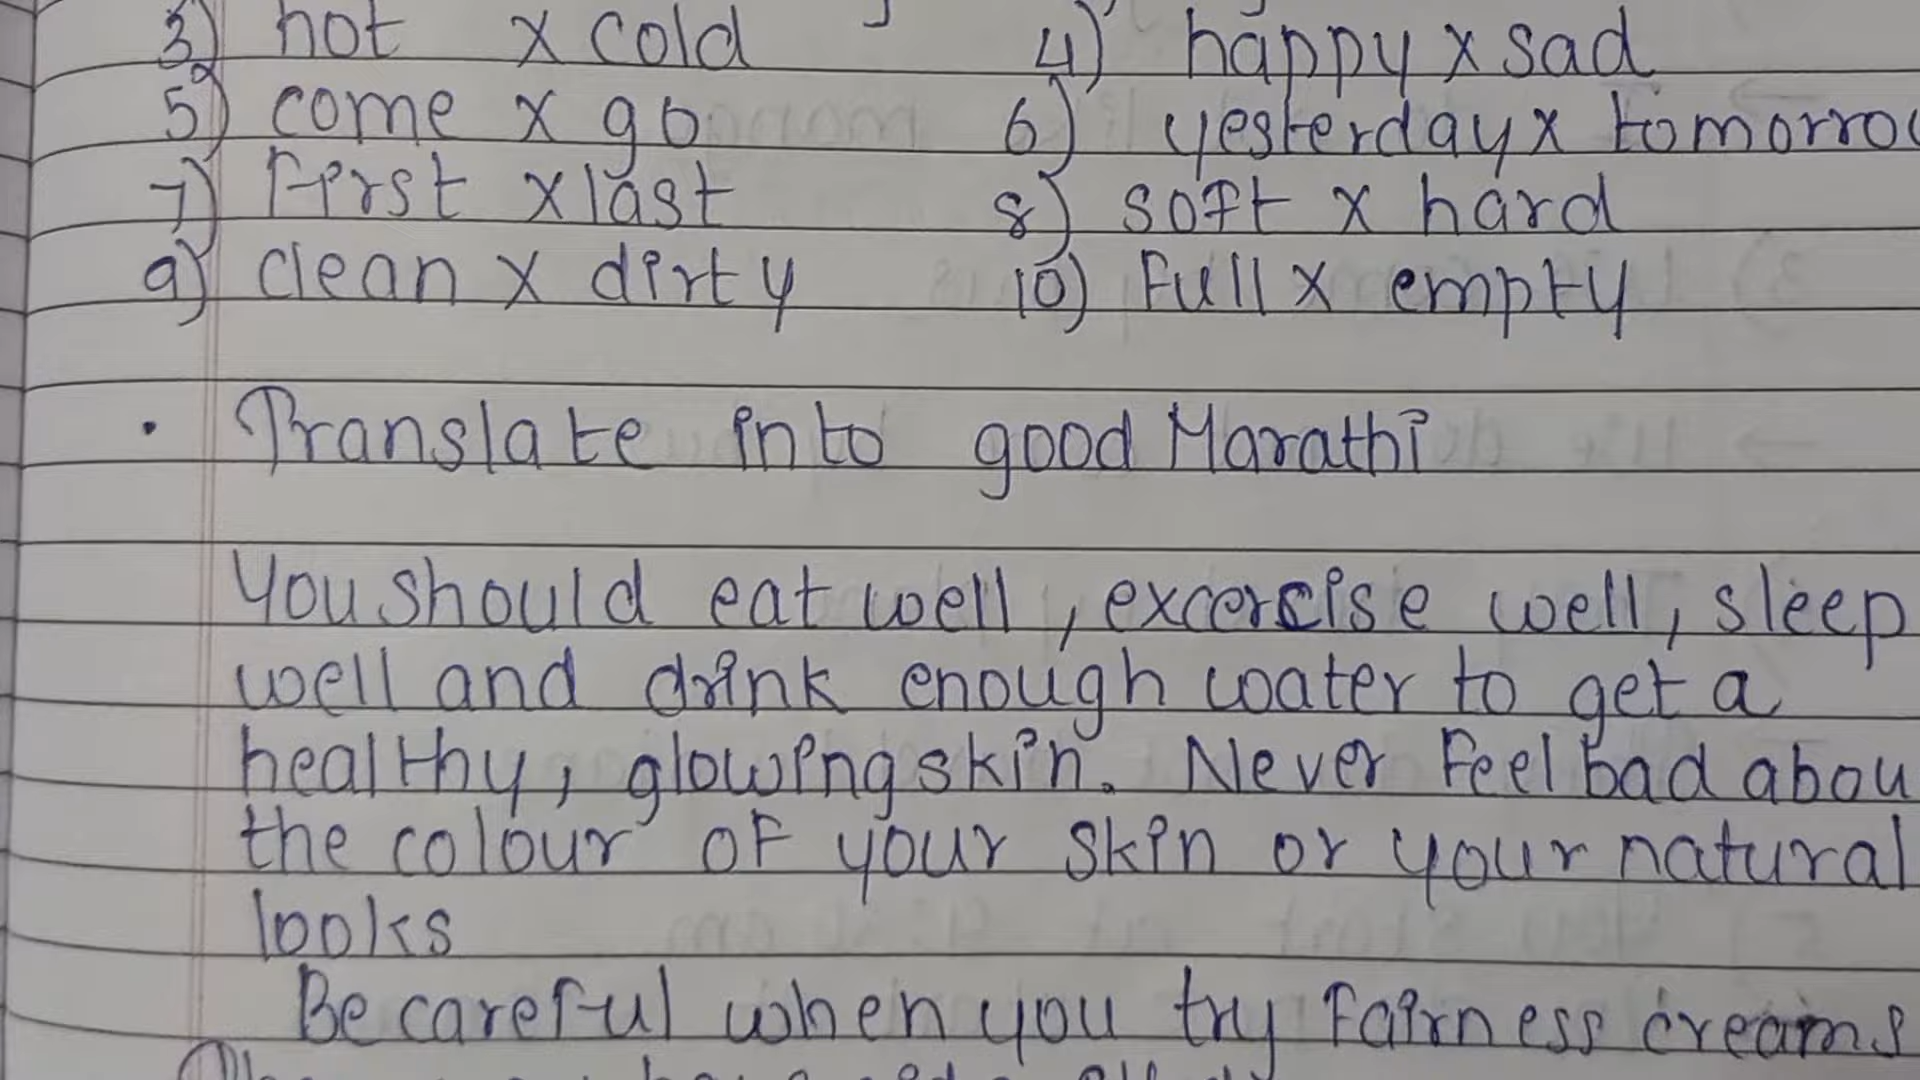 3) hot x cold 4) happy x sad
5) come x go 6) yesterday x tomorrow
7) First x last 8) soft x hard
9) clean x dirty 10) Full x empty
· Translate into good Marathi
You should eat well, excercise well, sleep
well and drink enough water to get a
healthy, glowing skin. Never Feel bad abou
the colour of your skin or your natural
looks
Be careful when you try Fairness creams